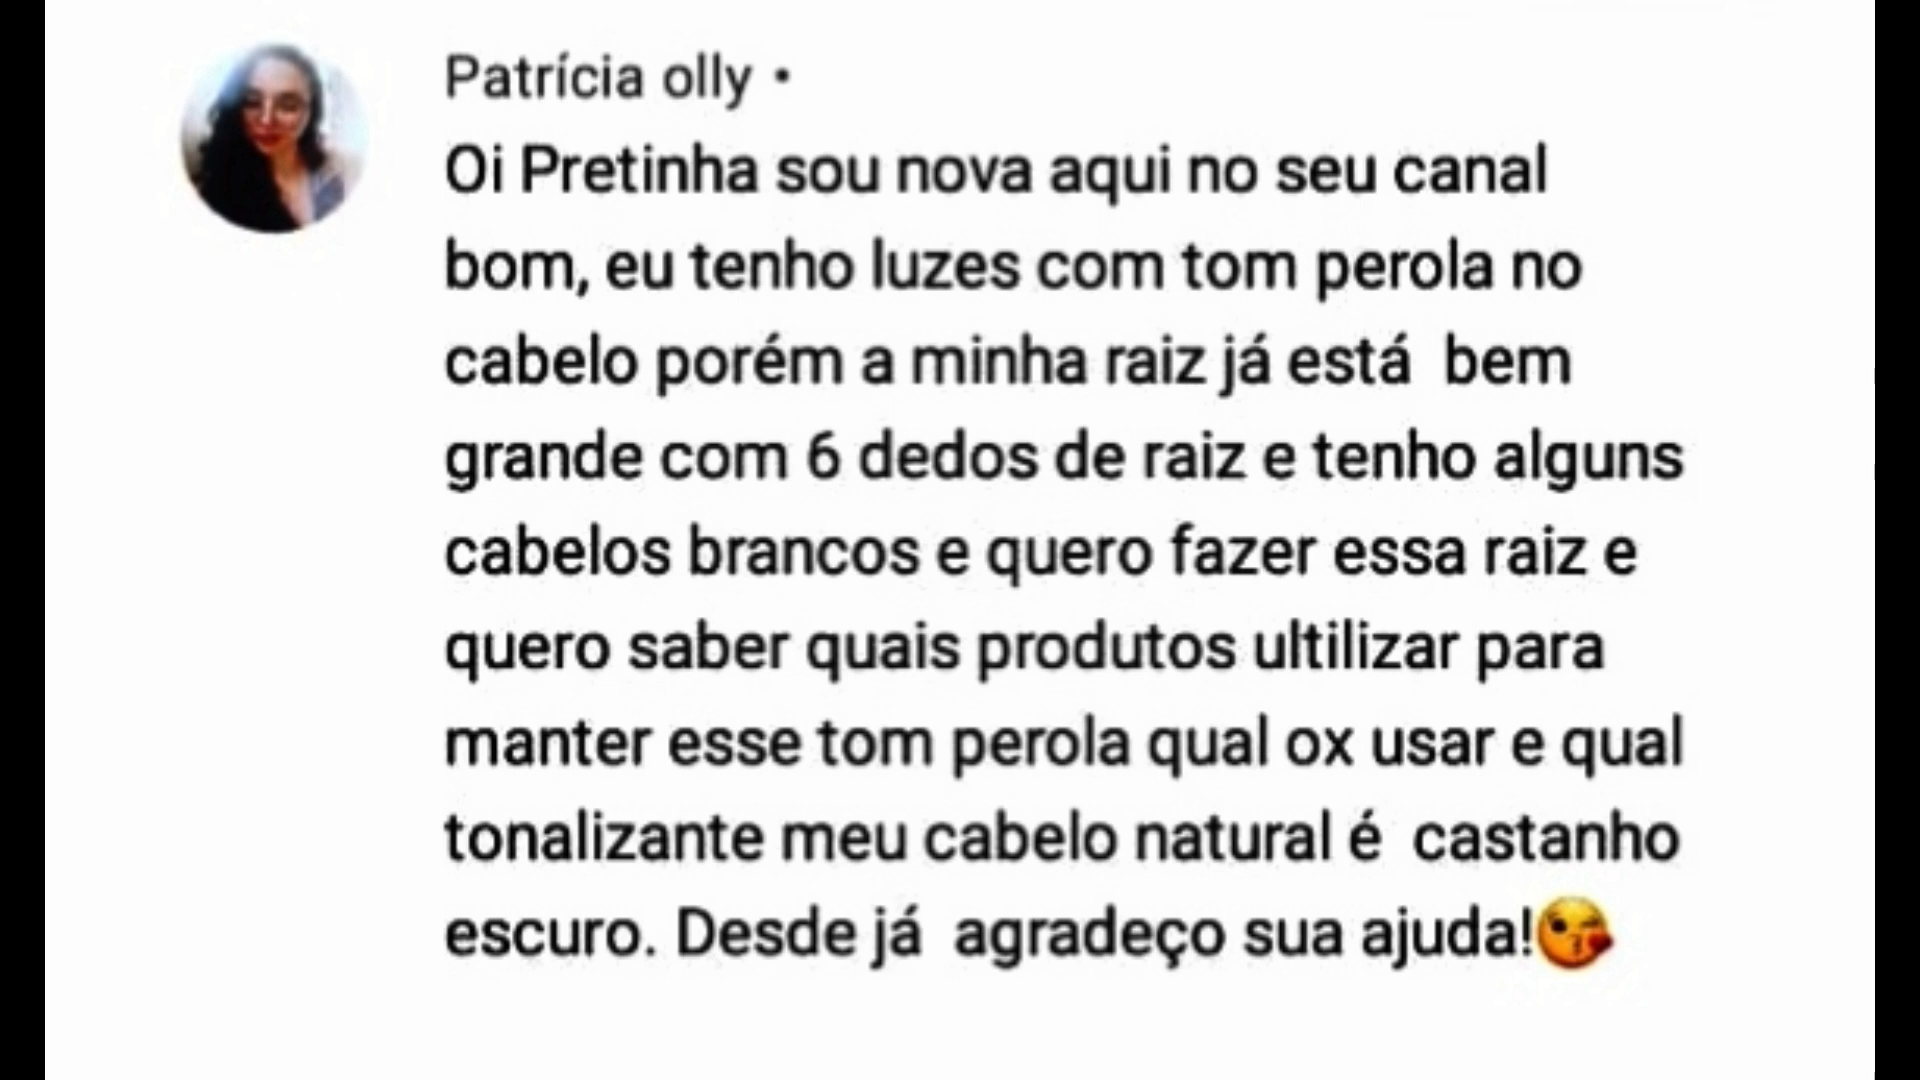 Patrícia olly •
Oi Pretinha sou nova aqui no seu canal
bom, eu tenho luzes com tom perola no
cabelo porém a minha raiz já está bem
grande com 6 dedos de raiz e tenho alguns
cabelos brancos e quero fazer essa raiz e
quero saber quais produtos ultilizar para
manter esse tom perola qual ox usar e qual
tonalizante meu cabelo natural é castanho
escuro. Desde já agradeço sua ajuda!😘